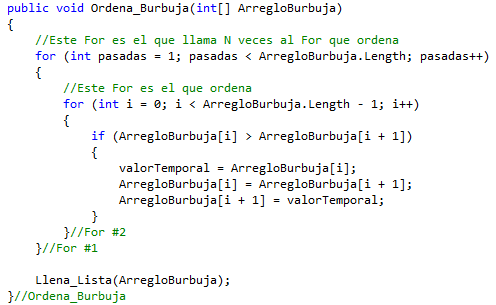 public void Ordena_Burbuja(int[] ArregloBurbuja)
{
    //Este For es el que llama N veces al For que ordena
    for (int pasadas = 1; pasadas < ArregloBurbuja.Length; pasadas++)
    {
        //Este For es el que ordena
        for (int i = 0; i < ArregloBurbuja.Length - 1; i++)
        {
            if (ArregloBurbuja[i] > ArregloBurbuja[i + 1])
            {
                valorTemporal = ArregloBurbuja[i];
                ArregloBurbuja[i] = ArregloBurbuja[i + 1];
                ArregloBurbuja[i + 1] = valorTemporal;
            }
        }//For #2
    }//For #1

    Llena_Lista(ArregloBurbuja);
}//Ordena_Burbuja